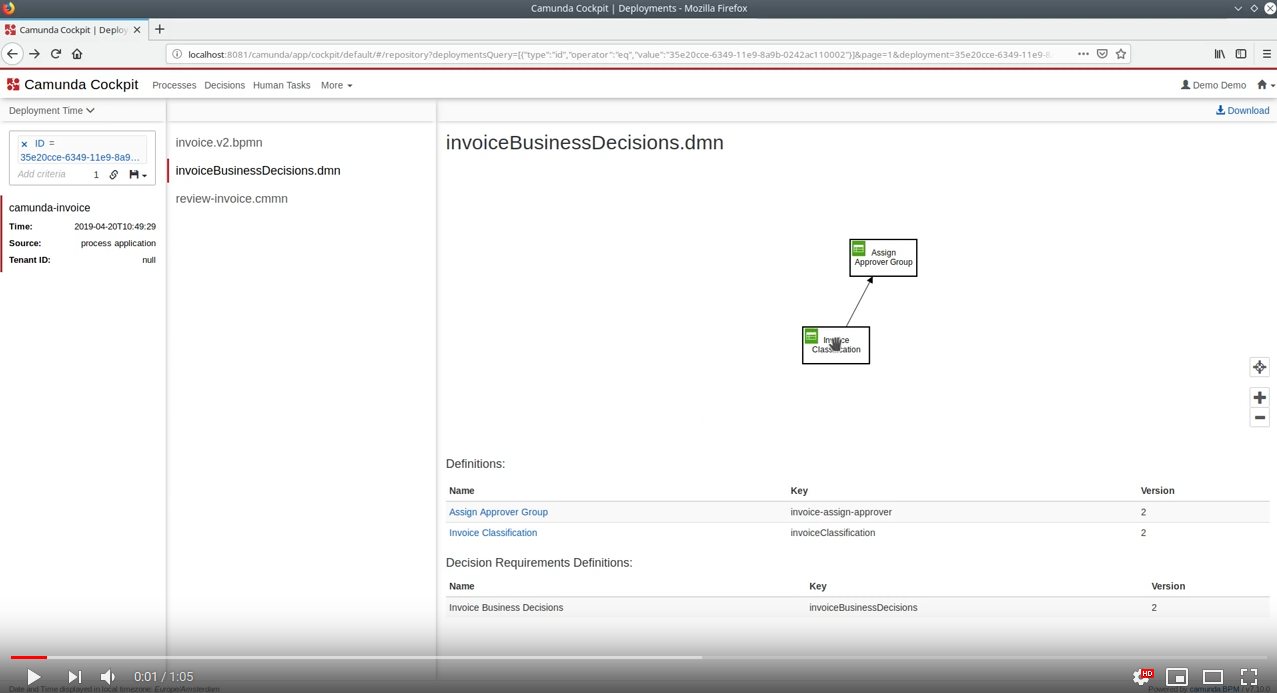 Camunda Cockpit | Deployments - Mozilla Firefox
Camunda Cockpit | Deploy
localhost:8081/camunda/app/cockpit/default/#/repository?deploymentsQuery=[{"type":"id","operator":"eq","value":"35e20cce-6349-11e9-8a9b-0242ac110002"}]&page=1&deployment=35e20cce-6349-11e9-8
Camunda Cockpit Processes Decisions Human Tasks More Demo Demo
Deployment Time
Download
ID =
35e20cce-6349-11e9-8a9...
Add criteria 1
camunda-invoice
Time: 2019-04-20T10:49:29
Source: process application
Tenant ID: null
invoice.v2.bpmn
invoiceBusinessDecisions.dmn
review-invoice.cmmn
invoiceBusinessDecisions.dmn
Assign
Approver Group
Invoice
Classification
Definitions:
Name Key Version
Assign Approver Group invoice-assign-approver 2
Invoice Classification invoiceClassification 2
Decision Requirements Definitions:
Name Key Version
Invoice Business Decisions invoiceBusinessDecisions 2
0:01 / 1:05
HD
Date and Time displayed in local timezone: Europe/Amsterdam
Powered by camunda BPM / v7.10.0